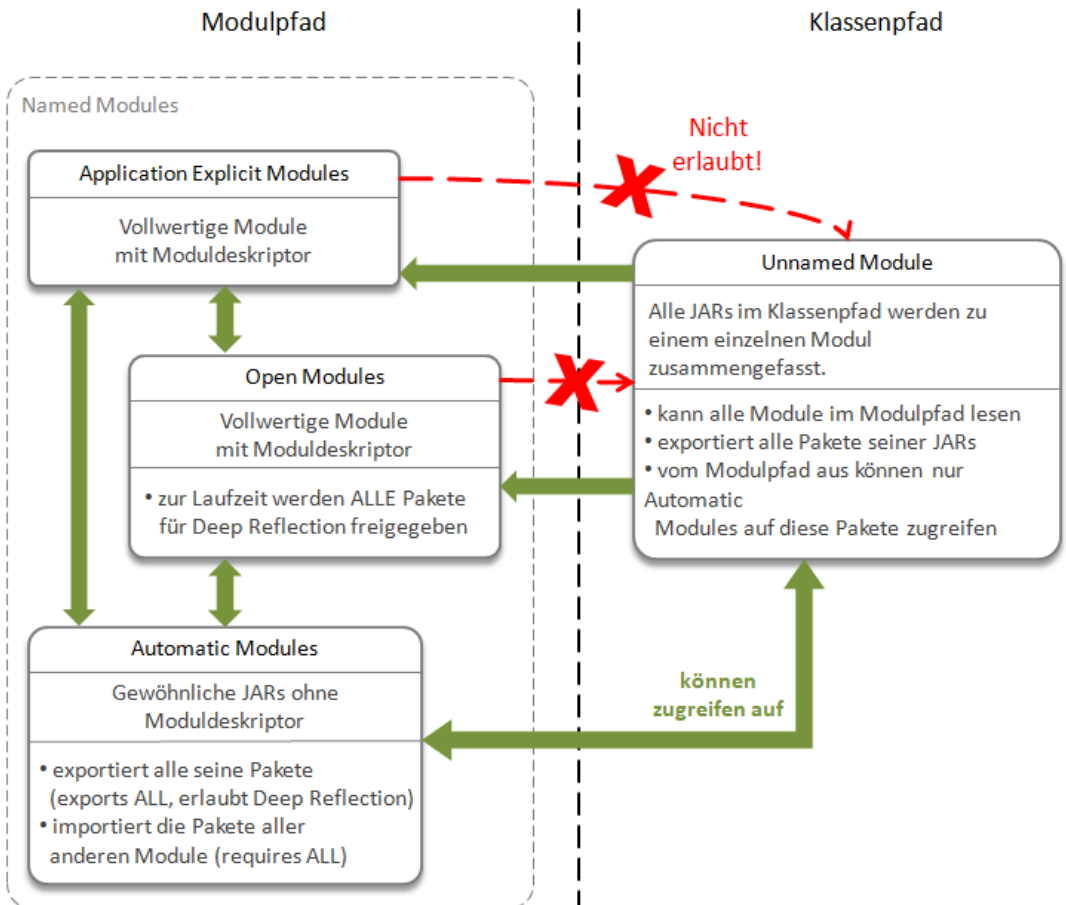 Modulpfad
Klassenpfad
Named Modules
Nicht
erlaubt!
Application Explicit Modules
Vollwertige Module
mit Moduldeskriptor
Unnamed Module
Alle JARs im Klassenpfad werden zu
einem einzelnen Modul
zusammengefasst.
• kann alle Module im Modulpfad lesen
• exportiert alle Pakete seiner JARs
• vom Modulpfad aus können nur
Automatic
Modules auf diese Pakete zugreifen
Open Modules
Vollwertige Module
mit Moduldeskriptor
• zur Laufzeit werden ALLE Pakete
für Deep Reflection freigegeben
Automatic Modules
Gewöhnliche JARs ohne
Moduldeskriptor
• exportiert alle seine Pakete
(exports ALL, erlaubt Deep Reflection)
• importiert die Pakete aller
anderen Module (requires ALL)
können
zugreifen auf